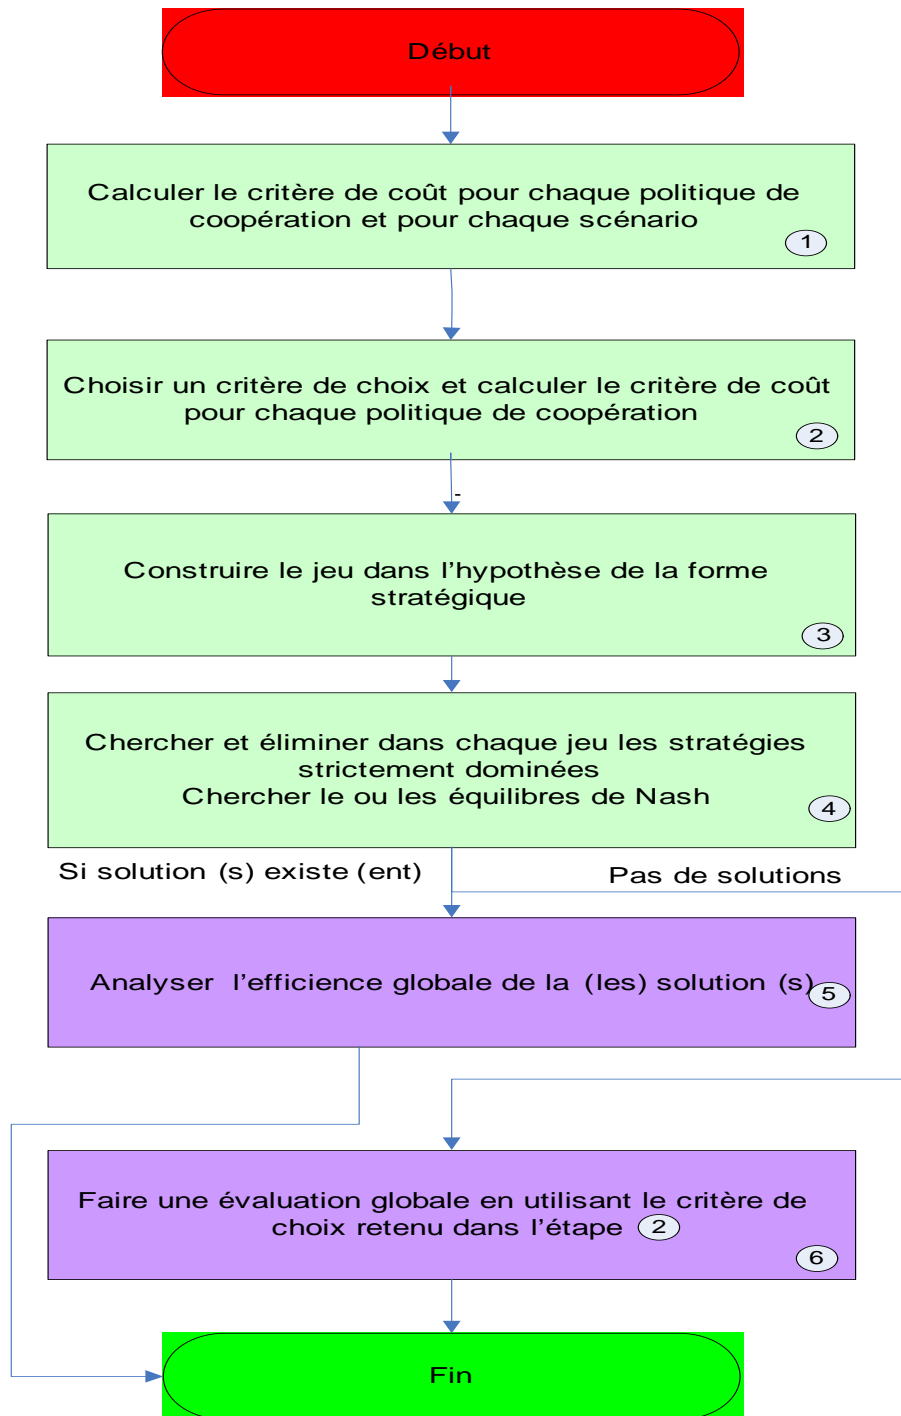 Début
Calculer le critère de coût pour chaque politique de
coopération et pour chaque scénario
1
Choisir un critère de choix et calculer le critère de coût
pour chaque politique de coopération
2
-
Construire le jeu dans l’hypothèse de la forme
stratégique
3
Chercher et éliminer dans chaque jeu les stratégies
strictement dominées
Chercher le ou les équilibres de Nash
4
Si solution (s) existe (ent)
Pas de solutions
Analyser l’efficience globale de la (les) solution (s)
5
Faire une évaluation globale en utilisant le critère de
choix retenu dans l’étape 2
6
Fin